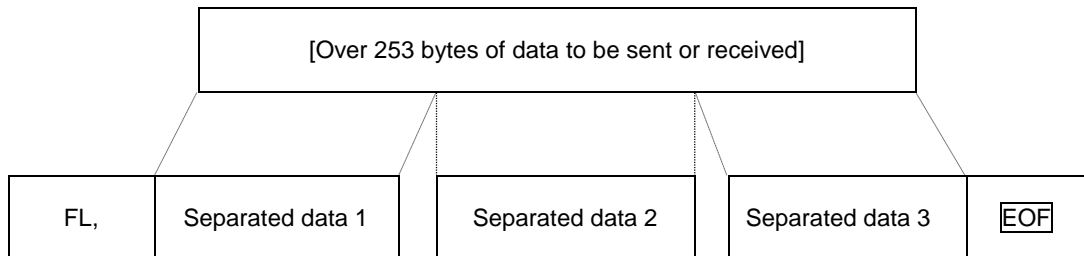 [Over 253 bytes of data to be sent or received]
FL, Separated data 1 Separated data 2 Separated data 3 EOF